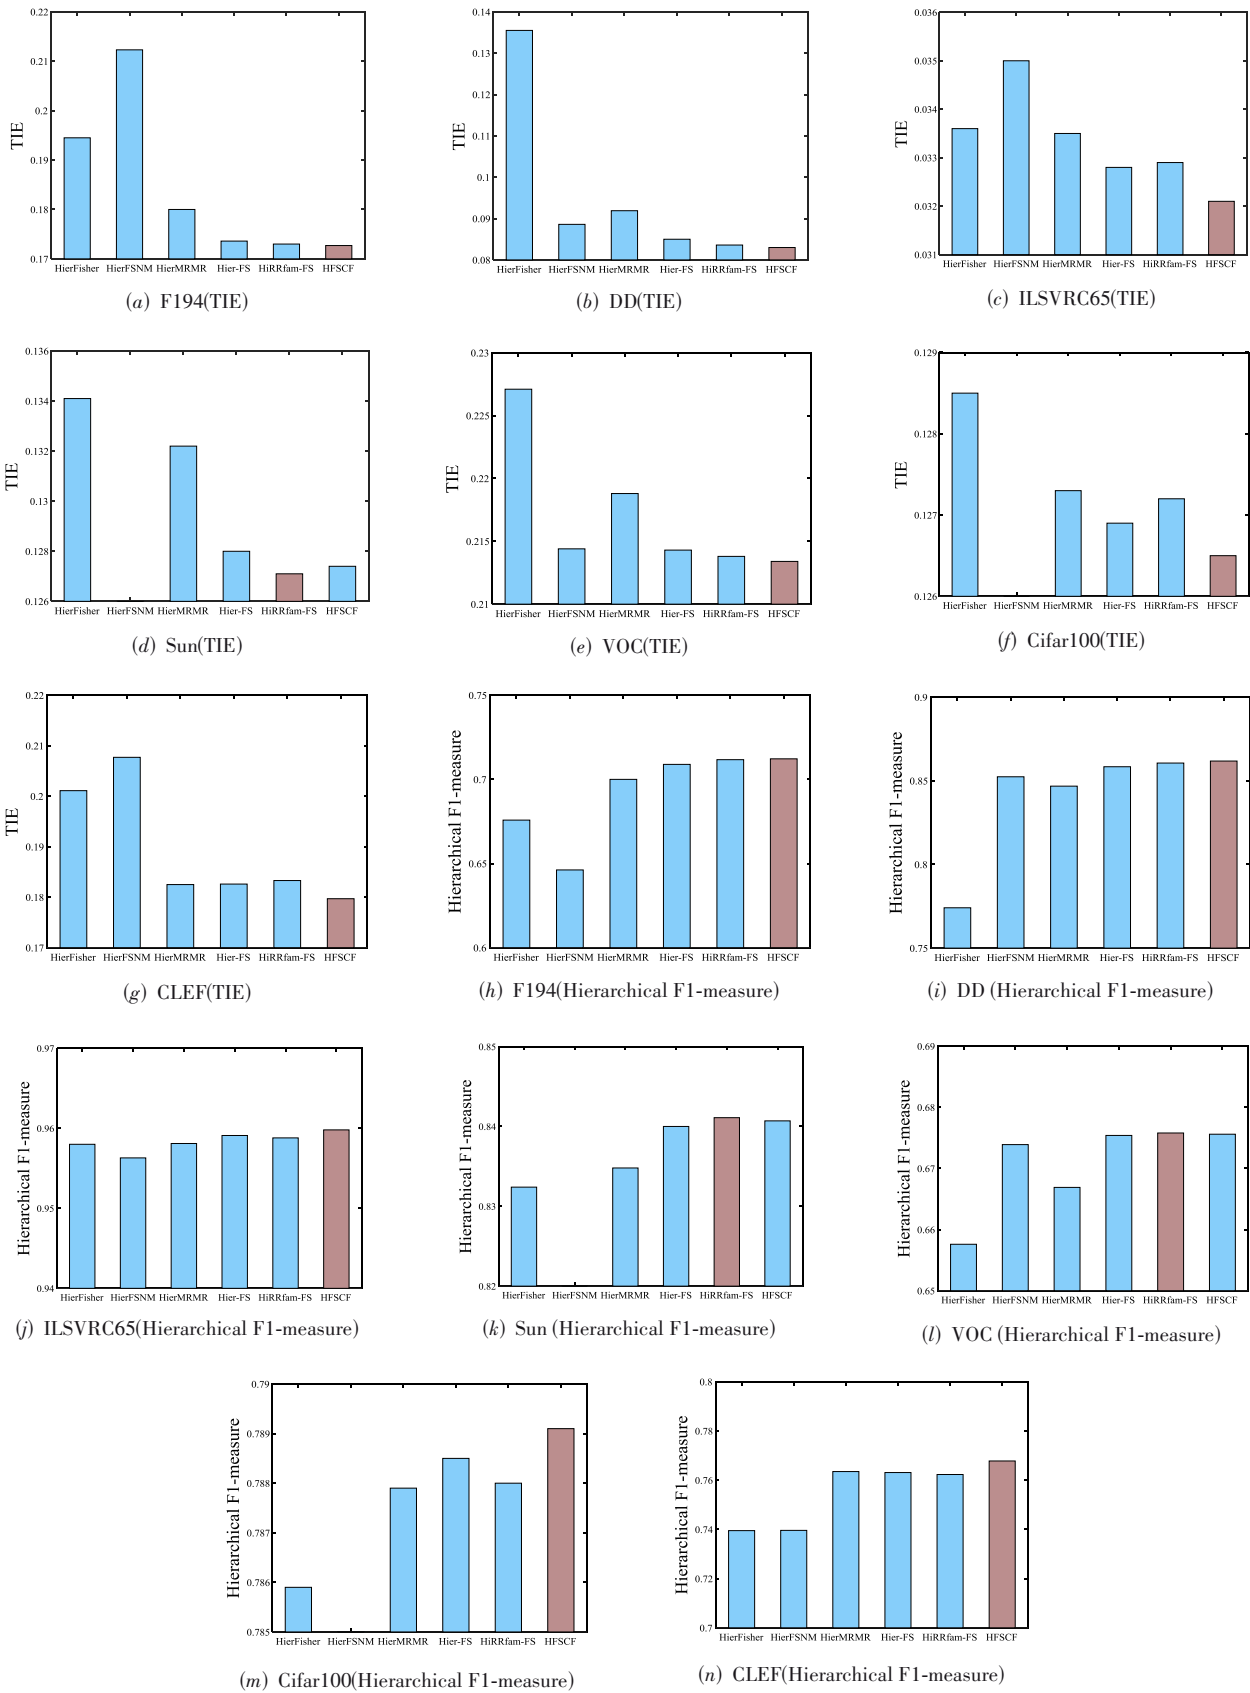 0.22
0.21
0.2
0.19
0.18
0.17
TIE
HierFisher HierFSNM HierMRMR Hier-FS HiRRfam-FS HFSCF
(a) F194(TIE)
0.14
0.13
0.12
0.11
0.1
0.09
0.08
TIE
HierFisher HierFSNM HierMRMR Hier-FS HiRRfam-FS HFSCF
(b) DD(TIE)
0.036
0.035
0.034
0.033
0.032
0.031
TIE
HierFisher HierFSNM HierMRMR Hier-FS HiRRfam-FS HFSCF
(c) ILSVRC65(TIE)
0.136
0.134
0.132
0.13
0.128
0.126
TIE
HierFisher HierFSNM HierMRMR Hier-FS HiRRfam-FS HFSCF
(d) Sun(TIE)
0.23
0.225
0.22
0.215
0.21
TIE
HierFisher HierFSNM HierMRMR Hier-FS HiRRfam-FS HFSCF
(e) VOC(TIE)
0.129
0.128
0.127
0.126
TIE
HierFisher HierFSNM HierMRMR Hier-FS HiRRfam-FS HFSCF
(f) Cifar100(TIE)
0.22
0.21
0.2
0.19
0.18
0.17
TIE
HierFisher HierFSNM HierMRMR Hier-FS HiRRfam-FS HFSCF
(g) CLEF(TIE)
0.75
0.7
0.65
0.6
Hierarchical F1-measure
HierFisher HierFSNM HierMRMR Hier-FS HiRRfam-FS HFSCF
(h) F194(Hierarchical F1-measure)
0.9
0.85
0.8
0.75
Hierarchical F1-measure
HierFisher HierFSNM HierMRMR Hier-FS HiRRfam-FS HFSCF
(i) DD (Hierarchical F1-measure)
0.97
0.96
0.95
0.94
Hierarchical F1-measure
HierFisher HierFSNM HierMRMR Hier-FS HiRRfam-FS HFSCF
(j) ILSVRC65(Hierarchical F1-measure)
0.85
0.84
0.83
0.82
Hierarchical F1-measure
HierFisher HierFSNM HierMRMR Hier-FS HiRRfam-FS HFSCF
(k) Sun (Hierarchical F1-measure)
0.69
0.68
0.67
0.66
0.65
Hierarchical F1-measure
HierFisher HierFSNM HierMRMR Hier-FS HiRRfam-FS HFSCF
(l) VOC (Hierarchical F1-measure)
0.79
0.789
0.788
0.787
0.786
0.785
Hierarchical F1-measure
HierFisher HierFSNM HierMRMR Hier-FS HiRRfam-FS HFSCF
(m) Cifar100(Hierarchical F1-measure)
0.8
0.78
0.76
0.74
0.72
0.7
Hierarchical F1-measure
HierFisher HierFSNM HierMRMR Hier-FS HiRRfam-FS HFSCF
(n) CLEF(Hierarchical F1-measure)